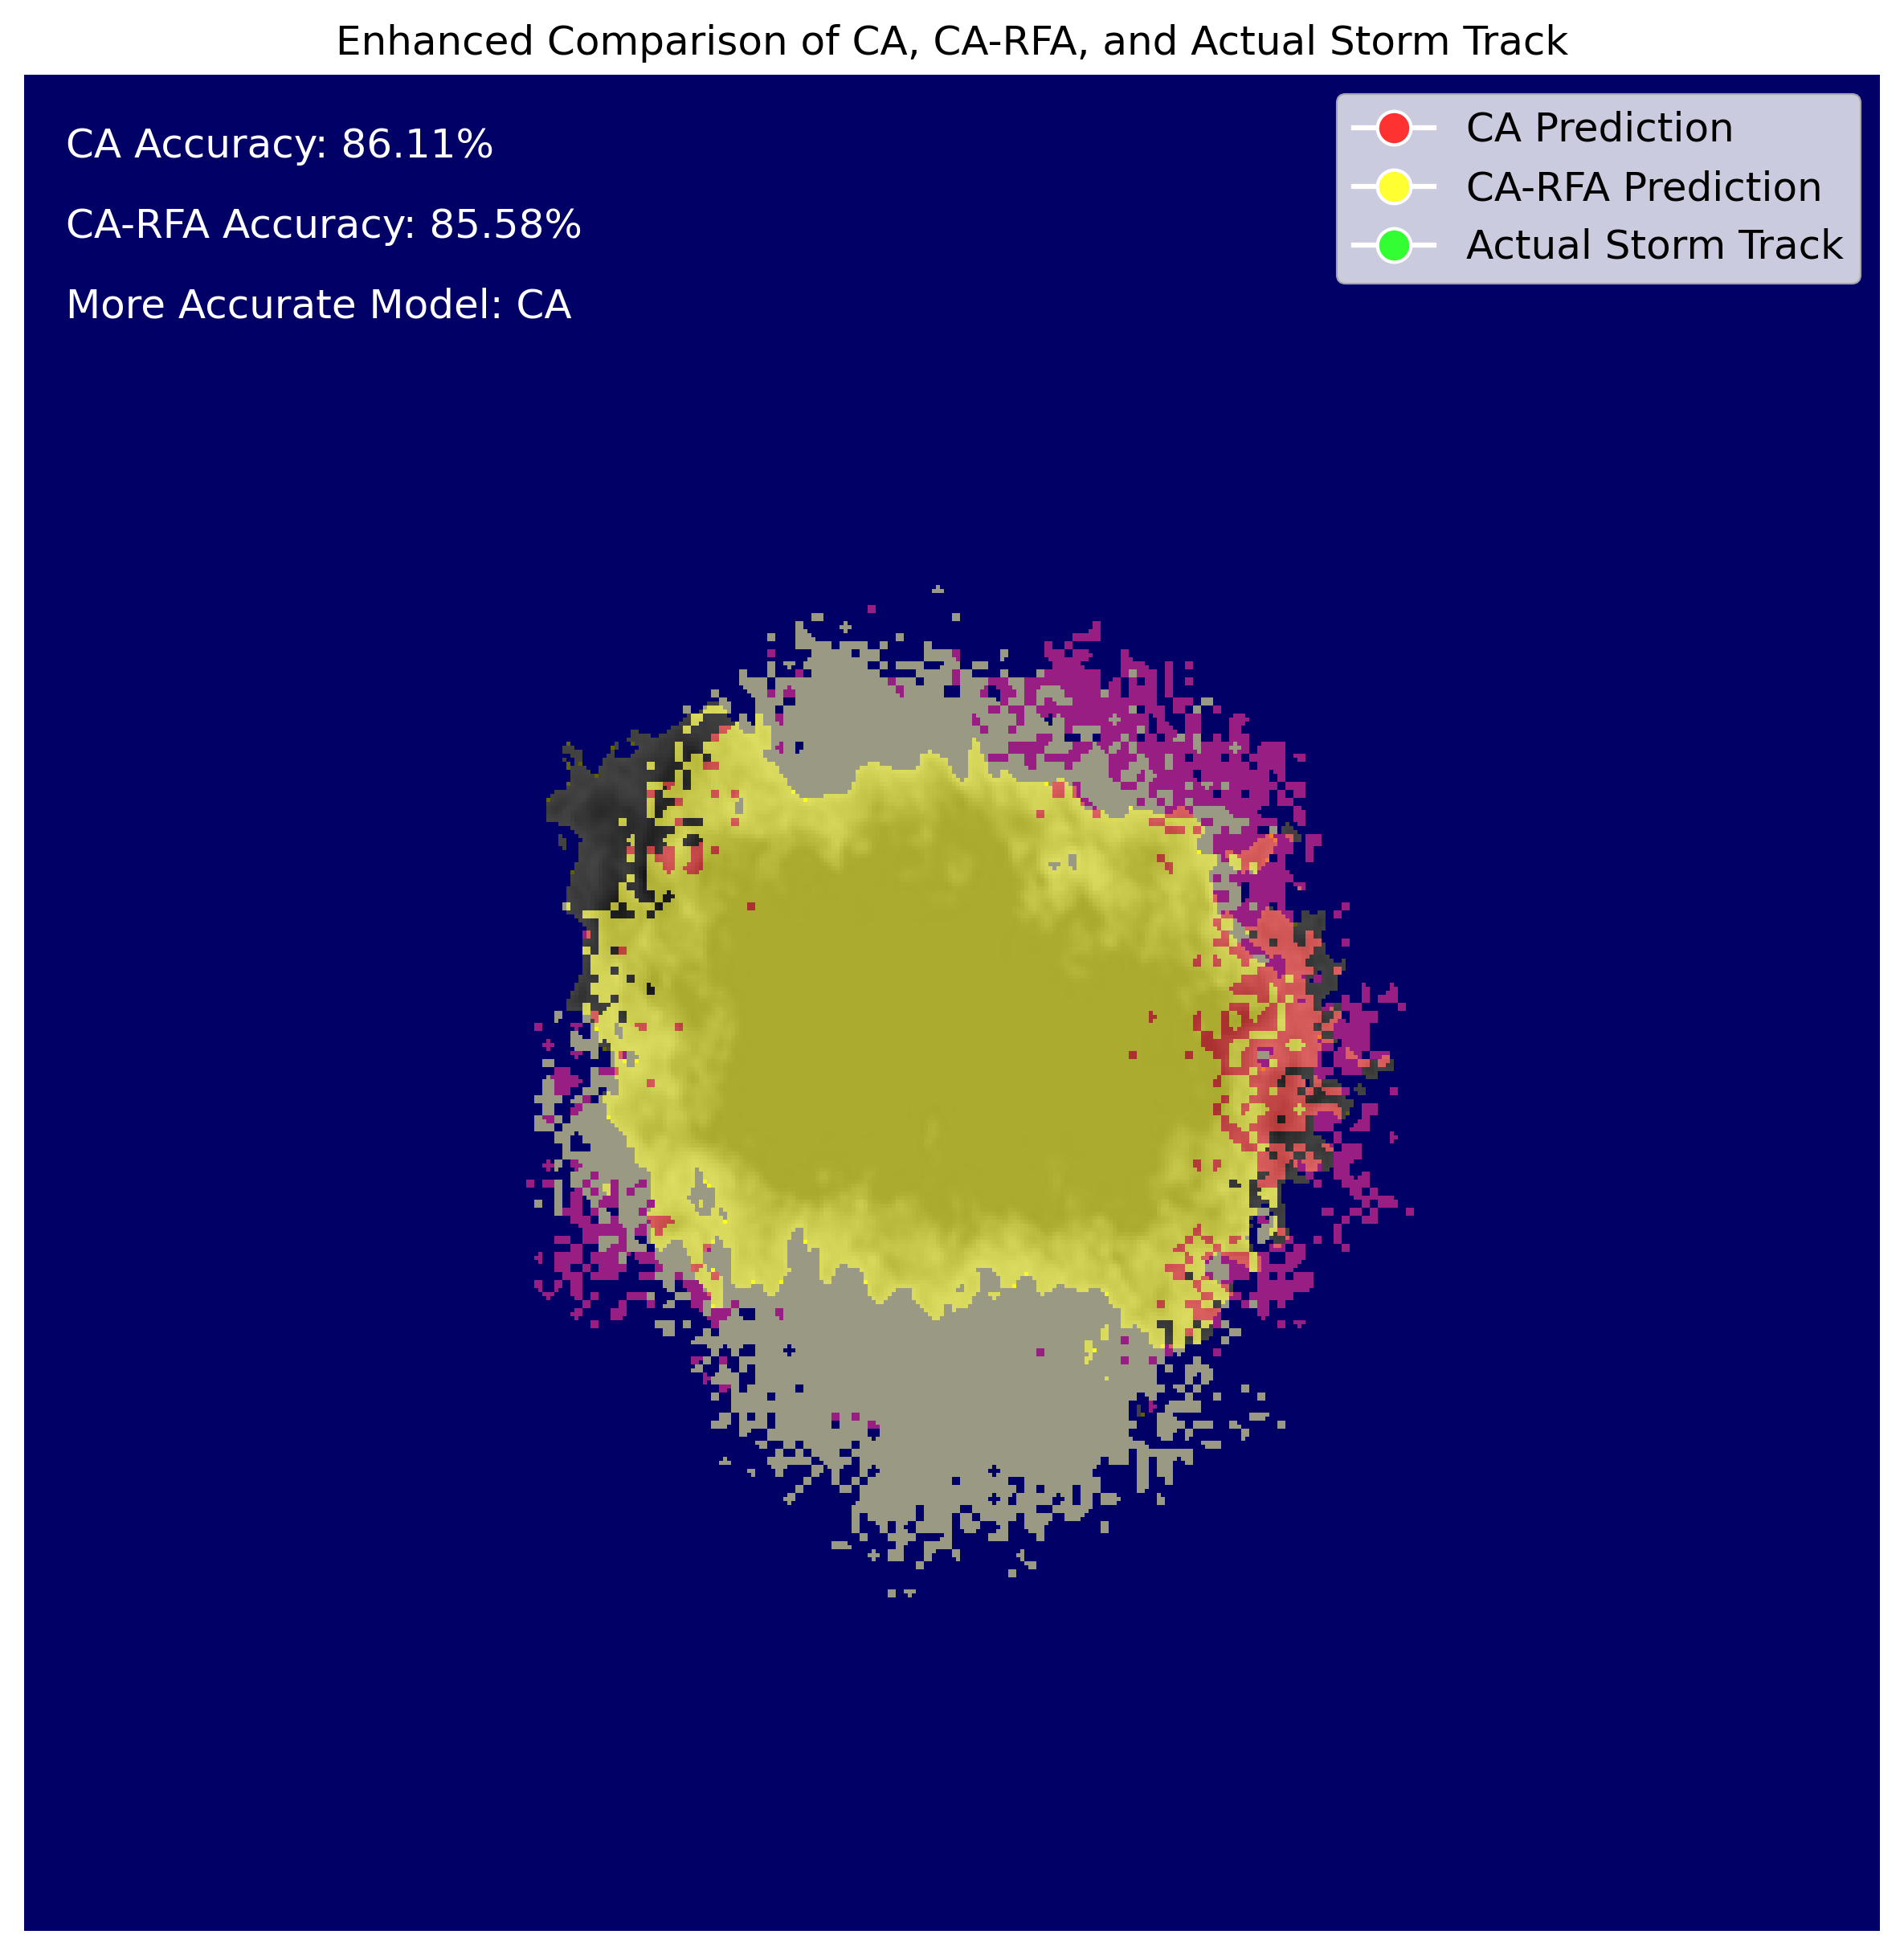 Enhanced Comparison of CA, CA-RFA, and Actual Storm Track
CA Accuracy: 86.11%
CA-RFA Accuracy: 85.58%
More Accurate Model: CA
CA Prediction
CA-RFA Prediction
Actual Storm Track